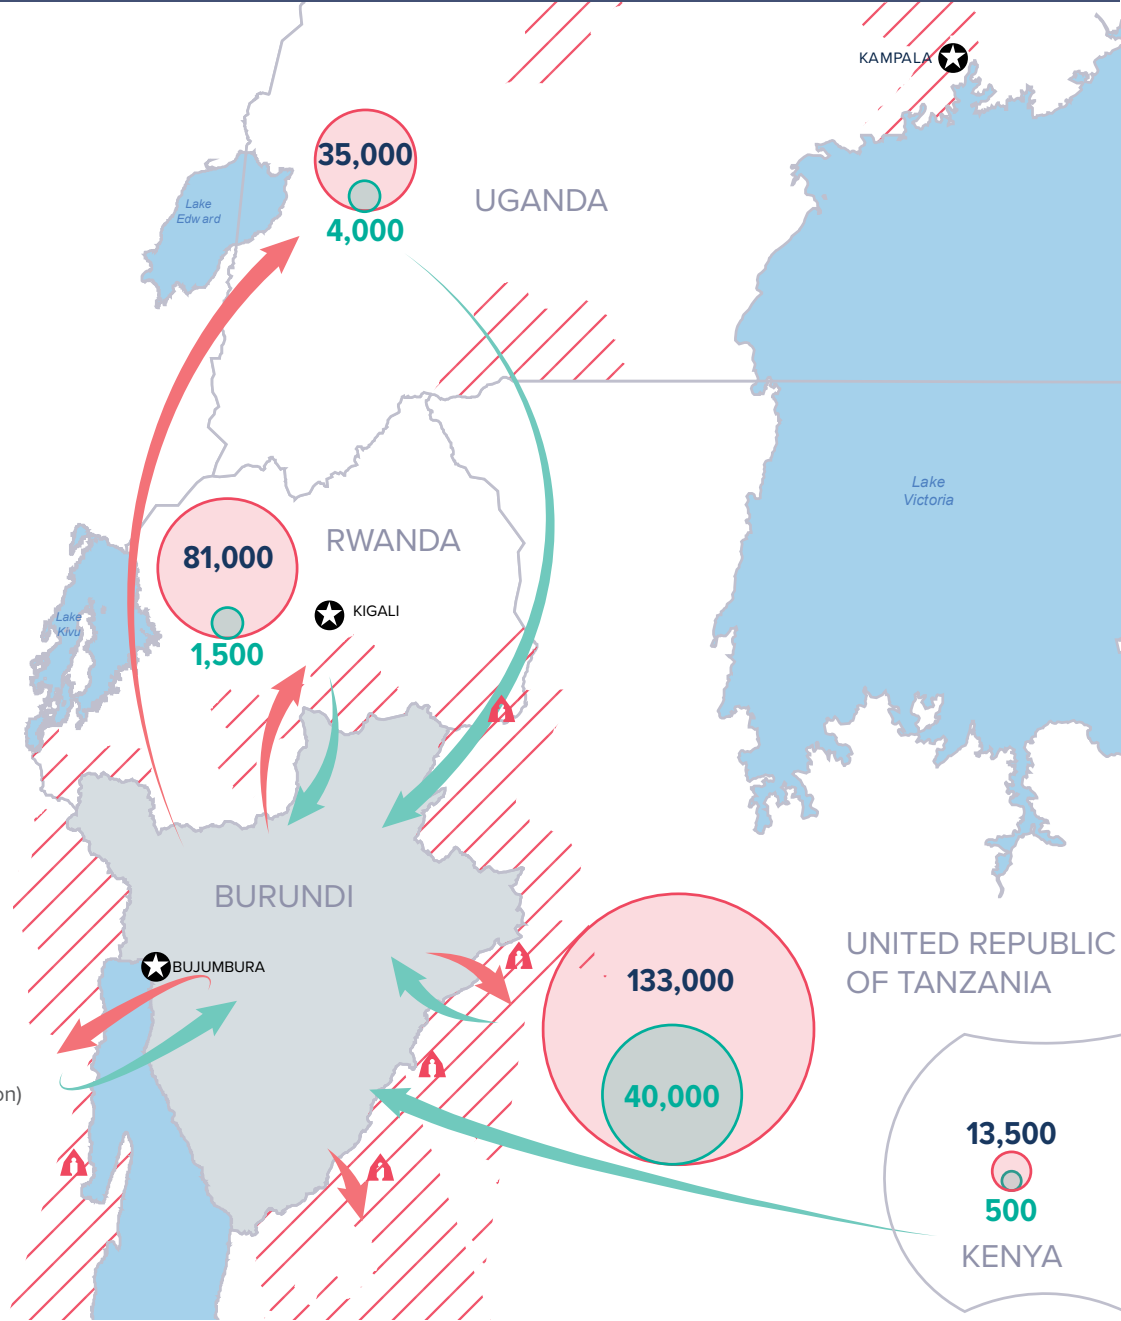 KAMPALA
35,000
4,000
UGANDA
Lake
Edward
Lake
Victoria
81,000
1,500
RWANDA
KIGALI
Lake
Kivu
BURUNDI
BUJUMBURA
133,000
40,000
UNITED REPUBLIC
OF TANZANIA
on)
13,500
500
KENYA